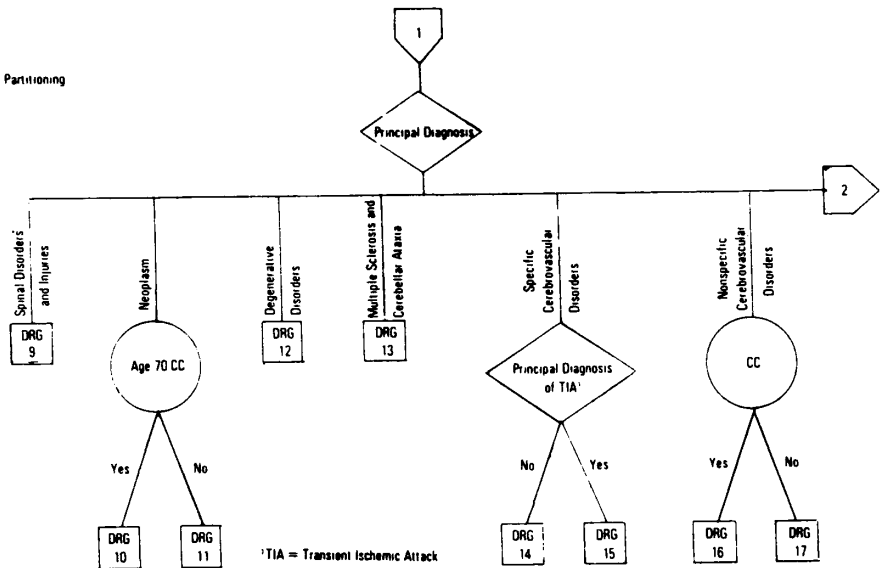 1
Partitioning
Principal Diagnosis
2
Spinal Disorders
and Injuries
Neoplasm
Degenerative
Disorders
Multiple Sclerosis and
Cerebellar Ataxia
Specific
Cerebrovascular
Disorders
Nonspecific
Cerebrovascular
Disorders
DRG
9
Age 70 CC
DRG
12
DRG
13
Principal Diagnosis
of TIA¹
CC
Yes
No
No
Yes
Yes
No
DRG
10
DRG
11
¹TIA = Transient Ischemic Attack
DRG
14
DRG
15
DRG
16
DRG
17